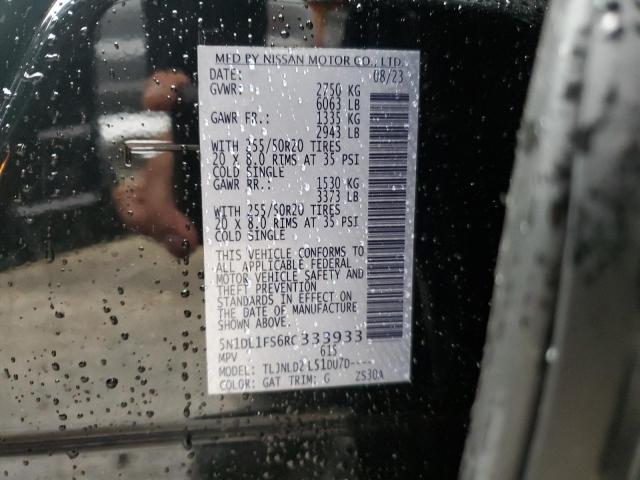 MFD BY NISSAN MOTOR CO., LTD.
DATE: 08/23
GVWR: 2750 KG
6063 LB
GAWR FR.: 1335 KG
2943 LB
WITH 255/50R20 TIRES
20 X 8.0 RIMS AT 35 PSI
COLD SINGLE
GAWR RR.: 1530 KG
3373 LB
WITH 255/50R20 TIRES
20 X 8.0 RIMS AT 35 PSI
COLD SINGLE
THIS VEHICLE CONFORMS TO
ALL APPLICABLE FEDERAL
MOTOR VEHICLE SAFETY AND
THEFT PREVENTION
STANDARDS IN EFFECT ON
THE DATE OF MANUFACTURE
SHOWN ABOVE.
5N1DL1FS6RC333933
MPV 615
MODEL: TLJNLDZ L51DU7D----
COLOR: GAT TRIM: G ZS30A